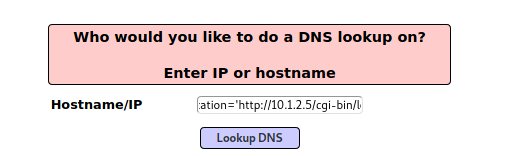 Who would you like to do a DNS lookup on?
Enter IP or hostname
Hostname/IP
ation='http://10.1.2.5/cgi-bin/
Lookup DNS